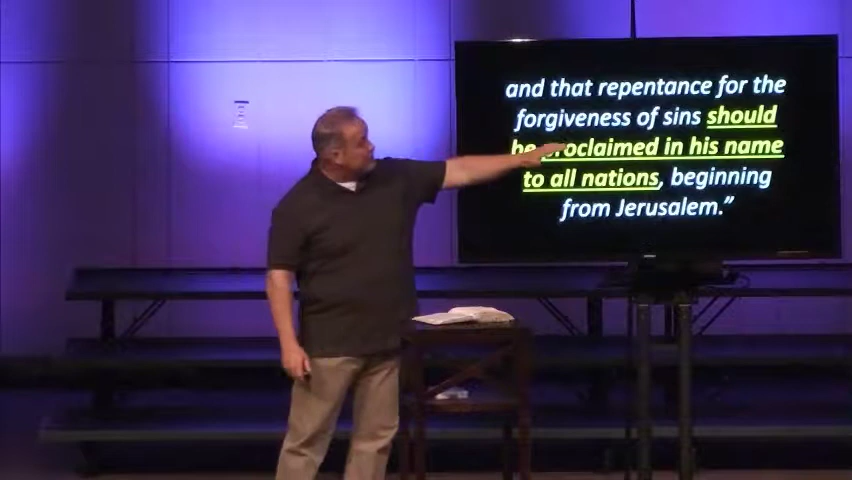 and that repentance for the
forgiveness of sins should
be proclaimed in his name
to all nations, beginning
from Jerusalem.”